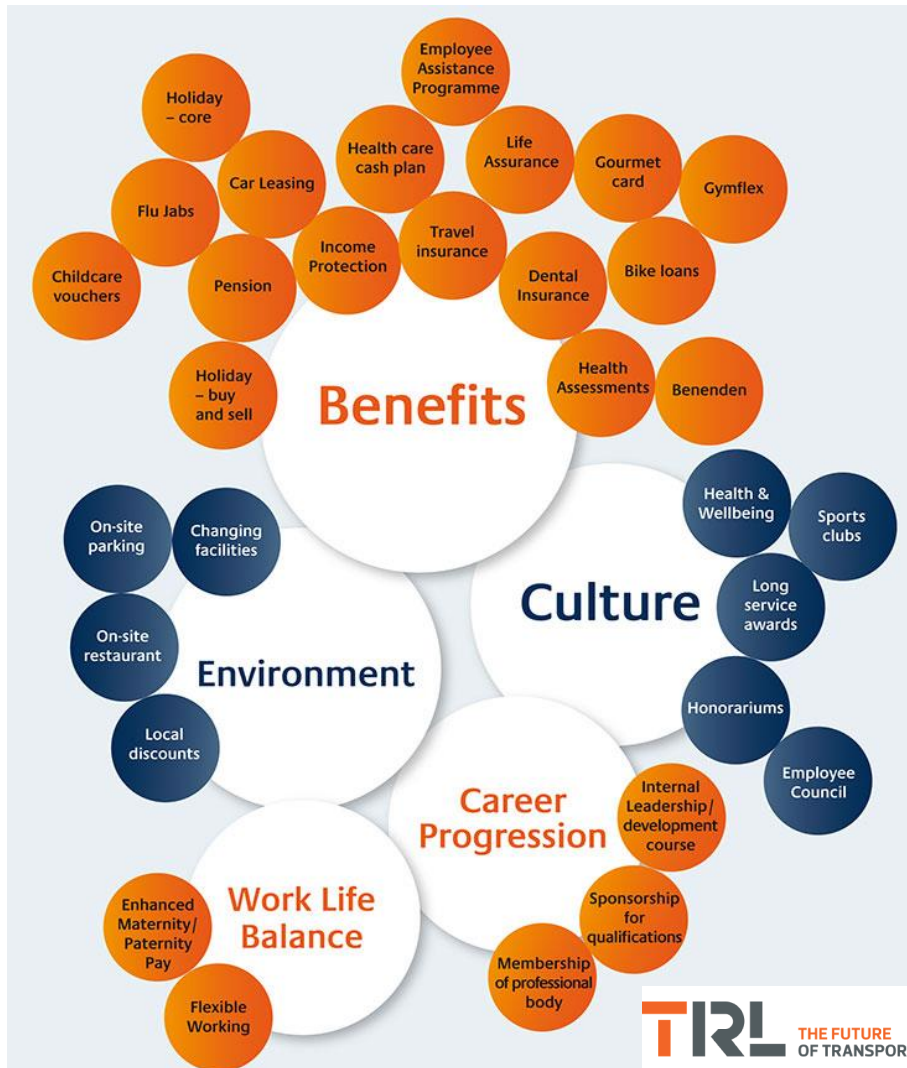 Employee
Assistance
Programme
Holiday
– core
Health care
cash plan
Life
Assurance
Gourmet
card
Gymflex
Car Leasing
Flu Jabs
Childcare
vouchers
Pension
Income
Protection
Travel
insurance
Dental
Insurance
Bike loans
Holiday
– buy
and sell
Health
Assessments
Benenden
Benefits
On-site
parking
Changing
facilities
On-site
restaurant
Local
discounts
Environment
Health &
Wellbeing
Sports
clubs
Long
service
awards
Honorariums
Employee
Council
Culture
Career
Progression
Internal
Leadership/
development
course
Sponsorship
for
qualifications
Membership
of professional
body
Work Life
Balance
Enhanced
Maternity/
Paternity
Pay
Flexible
Working
TRL
THE FUTURE
OF TRANSPOR